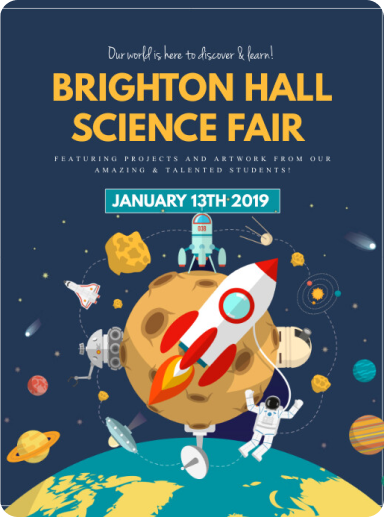 Our world is here to discover & learn!
BRIGHTON HALL
SCIENCE FAIR
FEATURING PROJECTS AND ARTWORK FROM OUR
AMAZING & TALENTED STUDENTS!
JANUARY 13TH 2019